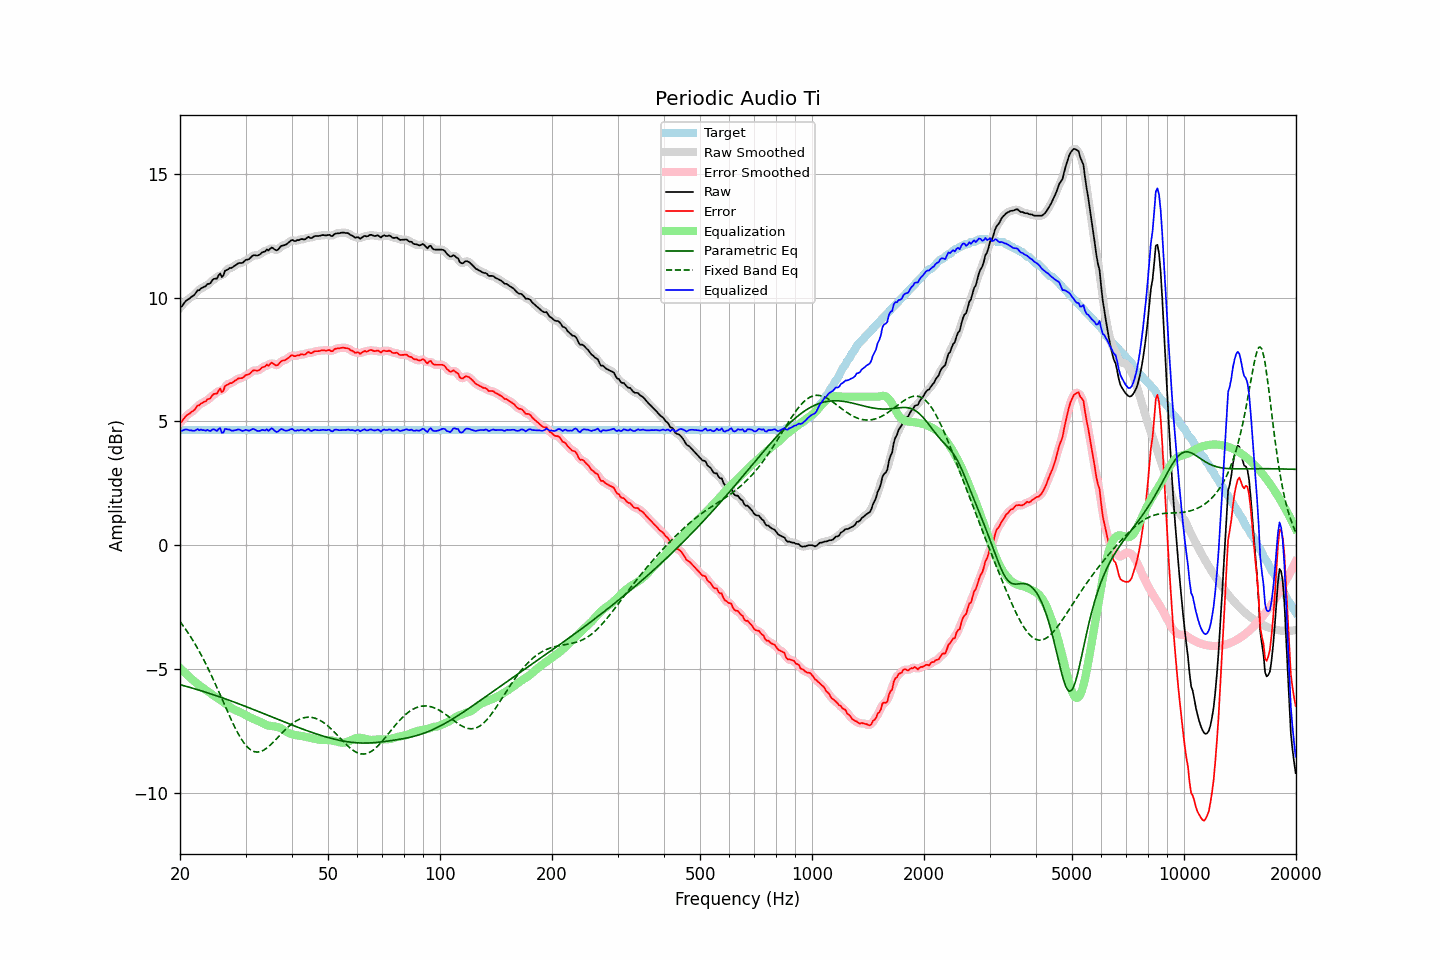 Periodic Audio Ti
Target
Raw Smoothed
Error Smoothed
Raw
Error
Equalization
Parametric Eq
Fixed Band Eq
Equalized
Amplitude (dBr)
15
10
5
0
−5
−10
20
50
100
200
500
1000
2000
5000
10000
20000
Frequency (Hz)